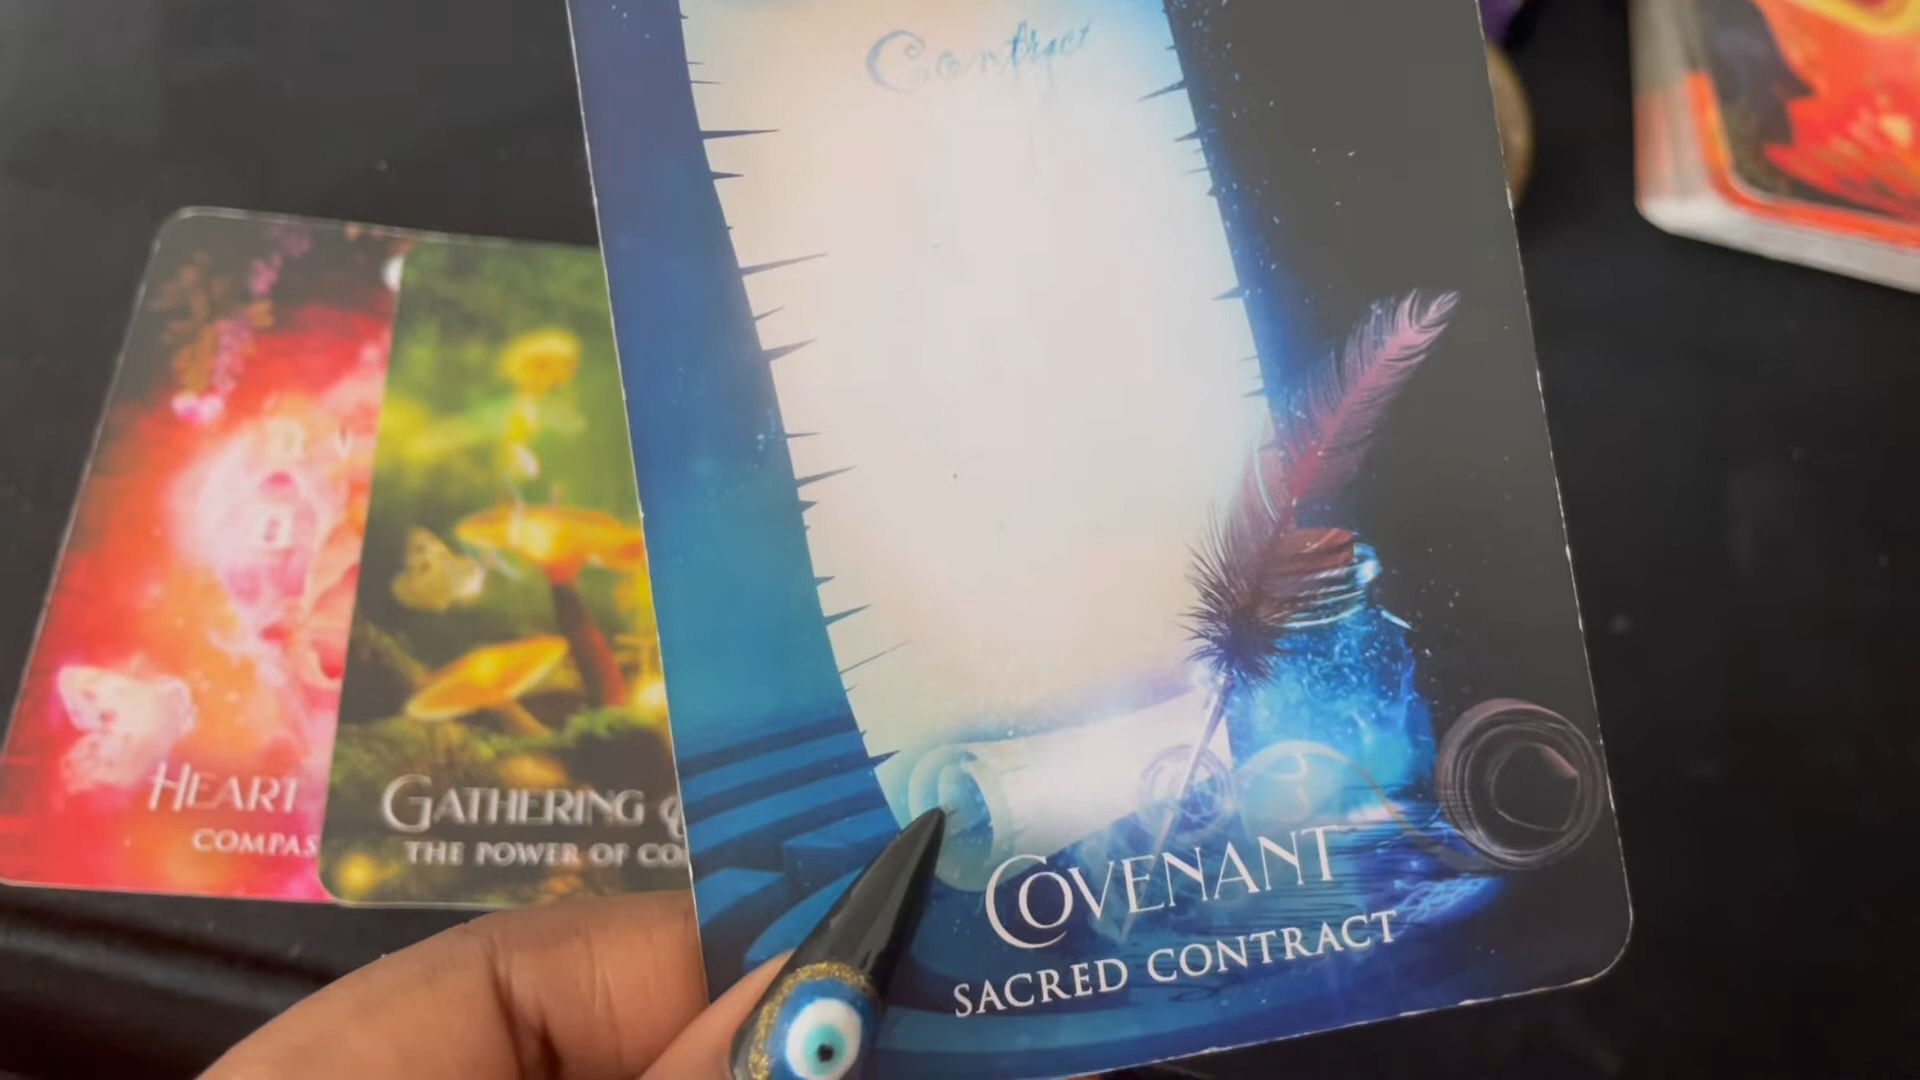 Contract
HEART
COMPAS
GATHERING
THE POWER OF CO
COVENANT
SACRED CONTRACT